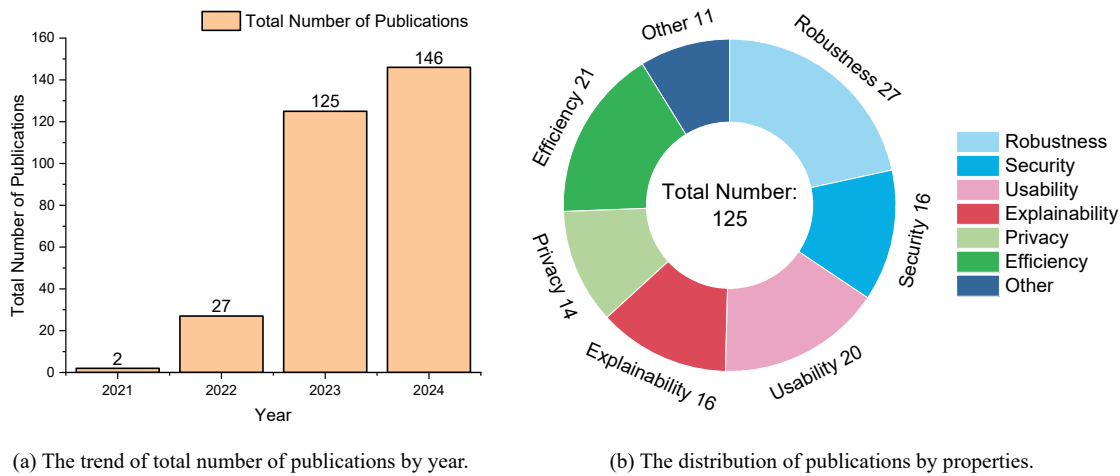 Total Number of Publications
160
140
120
100
80
60
40
20
0
Total Number of Publications
2
27
125
146
2021
2022
2023
2024
Year
(a) The trend of total number of publications by year.
Other 11
Robustness 27
Efficiency 21
Security 16
Privacy 14
Explainability 16
Usability 20
Total Number:
125
Robustness
Security
Usability
Explainability
Privacy
Efficiency
Other
(b) The distribution of publications by properties.